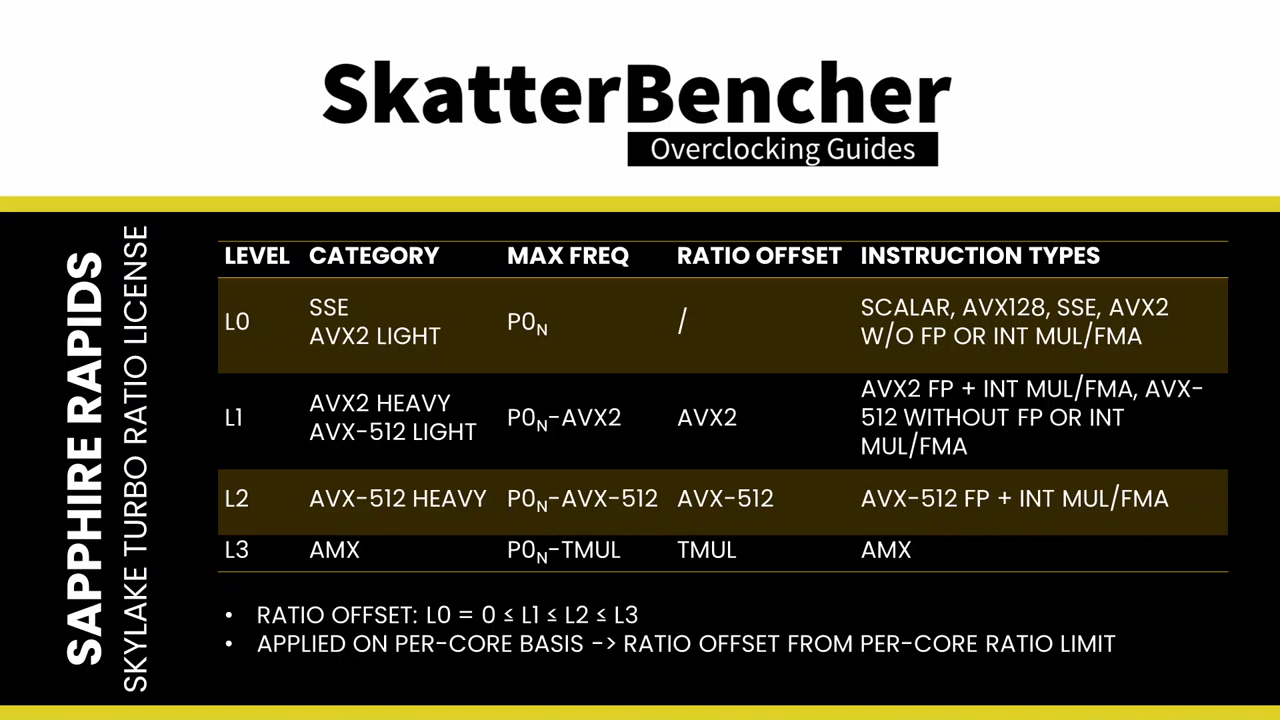 SkatterBencher
Overclocking Guides
SAPPHIRE RAPIDS
SKYLAKE TURBO RATIO LICENSE
LEVEL CATEGORY MAX FREQ RATIO OFFSET INSTRUCTION TYPES
L0 SSE AVX2 LIGHT P0N / SCALAR, AVX128, SSE, AVX2
W/O FP OR INT MUL/FMA
L1 AVX2 HEAVY AVX-512 LIGHT P0N-AVX2 AVX2 AVX2 FP + INT MUL/FMA, AVX-
512 WITHOUT FP OR INT
MUL/FMA
L2 AVX-512 HEAVY P0N-AVX-512 AVX-512 AVX-512 FP + INT MUL/FMA
L3 AMX P0N-TMUL TMUL AMX
• RATIO OFFSET: L0 = 0 ≤ L1 ≤ L2 ≤ L3
• APPLIED ON PER-CORE BASIS -> RATIO OFFSET FROM PER-CORE RATIO LIMIT